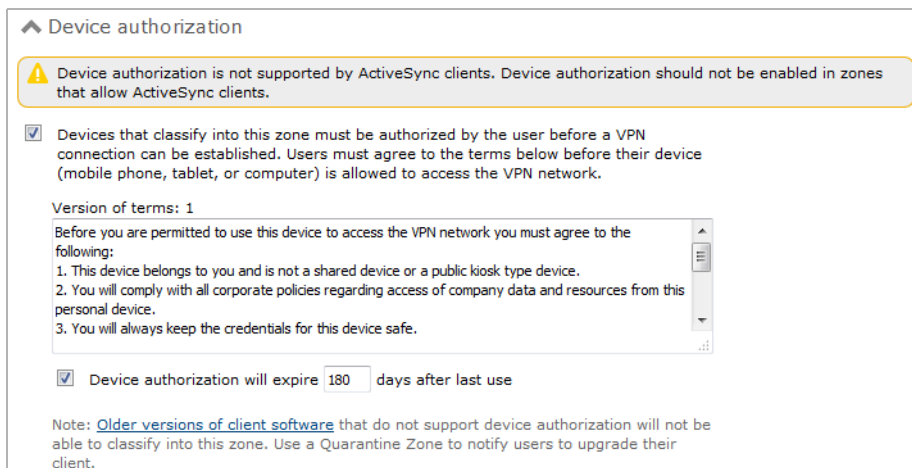 Device authorization
Device authorization is not supported by ActiveSync clients. Device authorization should not be enabled in zones
that allow ActiveSync clients.
Devices that classify into this zone must be authorized by the user before a VPN
connection can be established. Users must agree to the terms below before their device
(mobile phone, tablet, or computer) is allowed to access the VPN network.
Version of terms: 1
Before you are permitted to use this device to access the VPN network you must agree to the
following:
1. This device belongs to you and is not a shared device or a public kiosk type device.
2. You will comply with all corporate policies regarding access of company data and resources from this
personal device.
3. You will always keep the credentials for this device safe.
Device authorization will expire 180 days after last use
Note: Older versions of client software that do not support device authorization will not be
able to classify into this zone. Use a Quarantine Zone to notify users to upgrade their
client.